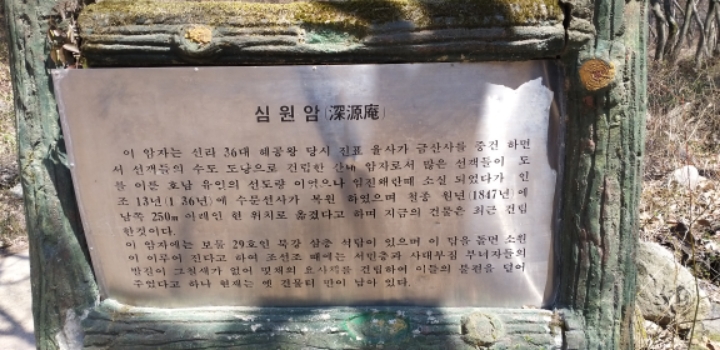 심원암(深源庵)
이 암자는 신라 36대 혜공왕 당시 진표 율사가 금산사를 중건 하면
서 선객들의 수도 도량으로 건립한 산내 암자로서 많은 선객들이 도
를 이룬 호남 유일의 선도량 이었으나 임진왜란때 소실 되었다가 인
조 13년(1 36년)에 수문선사가 복원 하였으며 헌종 원년(1847년)에
남쪽 250m 아래인 현 위치로 옮겼다고 하며 지금의 건물은 최근 건립
한것이다.
이 암자에는 보물 29호인 북강 삼층 석탑이 있으며 이 탑을 돌면 소원
이 이루어 진다고 하여 조선조 때에는 서민층과 사대부집 부녀자들의
발길이 그칠새가 없어 몇채의 요사채를 건립하여 이들의 불편을 덜어
주었다고 하나 현재는 옛 건물터 만이 남아 있다.